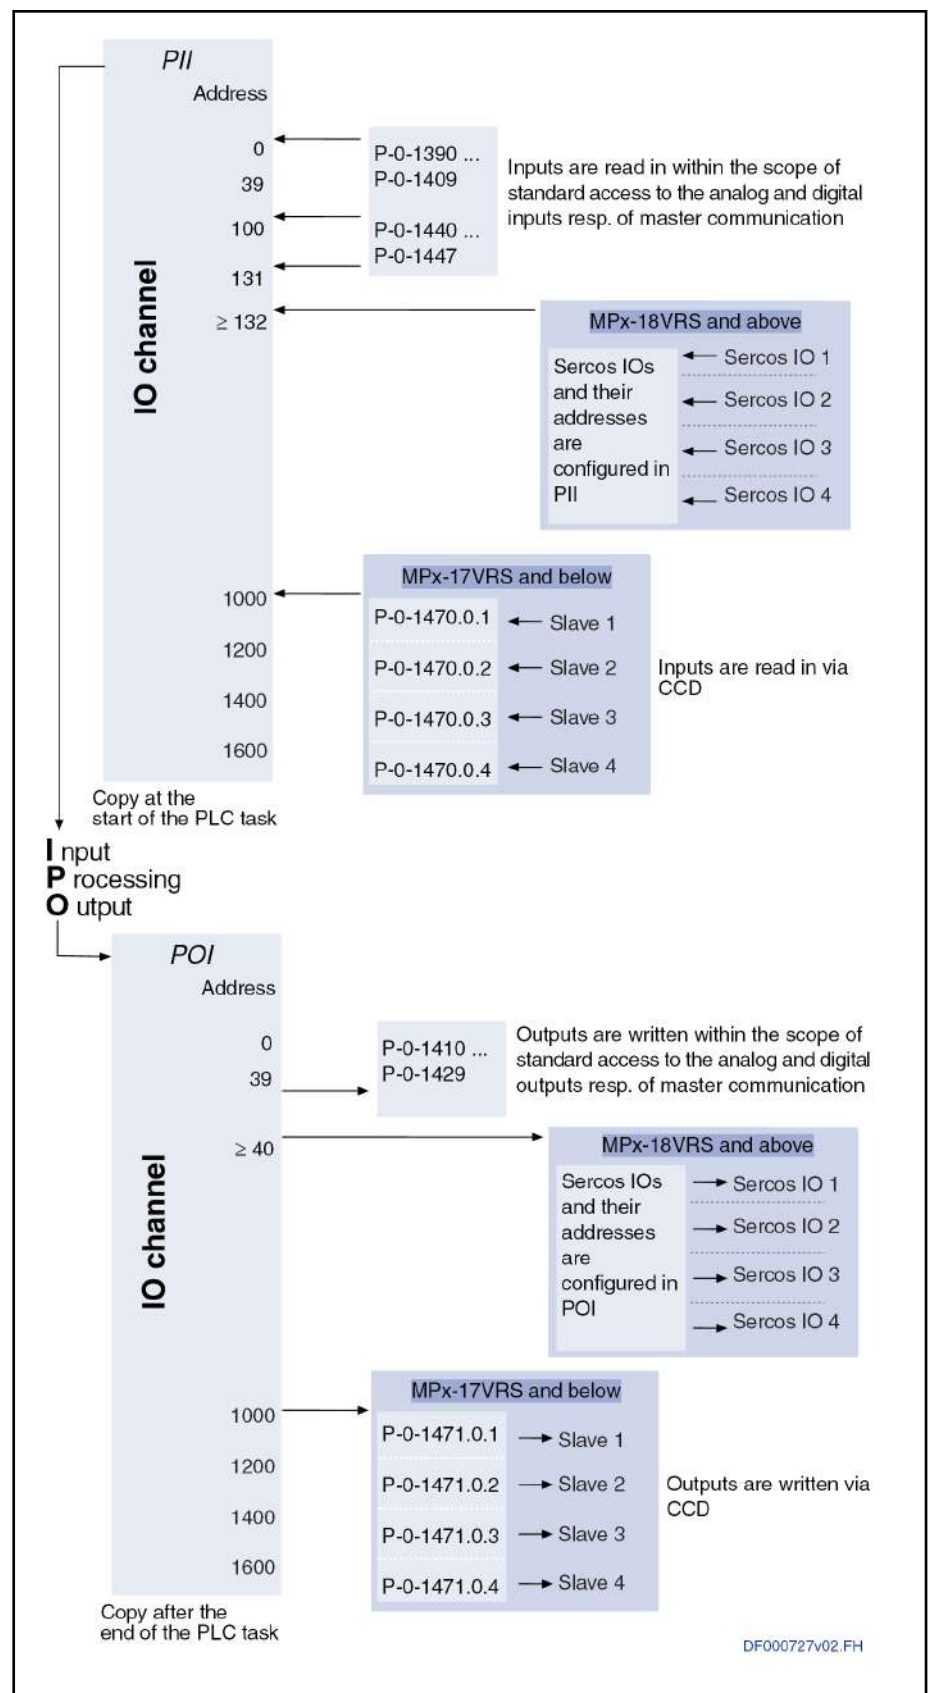 PII
Address
0
39
100
131
≥ 132
1000
1200
1400
1600
IO channel
P-0-1390 ...
P-0-1409
P-0-1440 ...
P-0-1447
Inputs are read in within the scope of
standard access to the analog and digital
inputs resp. of master communication
MPx-18VRS and above
Sercos IOs
and their
addresses
are
configured in
PII
Sercos IO 1
Sercos IO 2
Sercos IO 3
Sercos IO 4
MPx-17VRS and below
P-0-1470.0.1 Slave 1
P-0-1470.0.2 Slave 2
P-0-1470.0.3 Slave 3
P-0-1470.0.4 Slave 4
Inputs are read in via
CCD
Copy at the
start of the PLC task
I nput
P rocessing
O utput
POI
Address
0
39
≥ 40
1000
1200
1400
1600
IO channel
P-0-1410 ...
P-0-1429
Outputs are written within the scope of
standard access to the analog and digital
outputs resp. of master communication
MPx-18VRS and above
Sercos IOs
and their
addresses
are
configured in
POI
Sercos IO 1
Sercos IO 2
Sercos IO 3
Sercos IO 4
MPx-17VRS and below
P-0-1471.0.1 Slave 1
P-0-1471.0.2 Slave 2
P-0-1471.0.3 Slave 3
P-0-1471.0.4 Slave 4
Outputs are written via
CCD
Copy after the
end of the PLC task
DF000727v02.FH